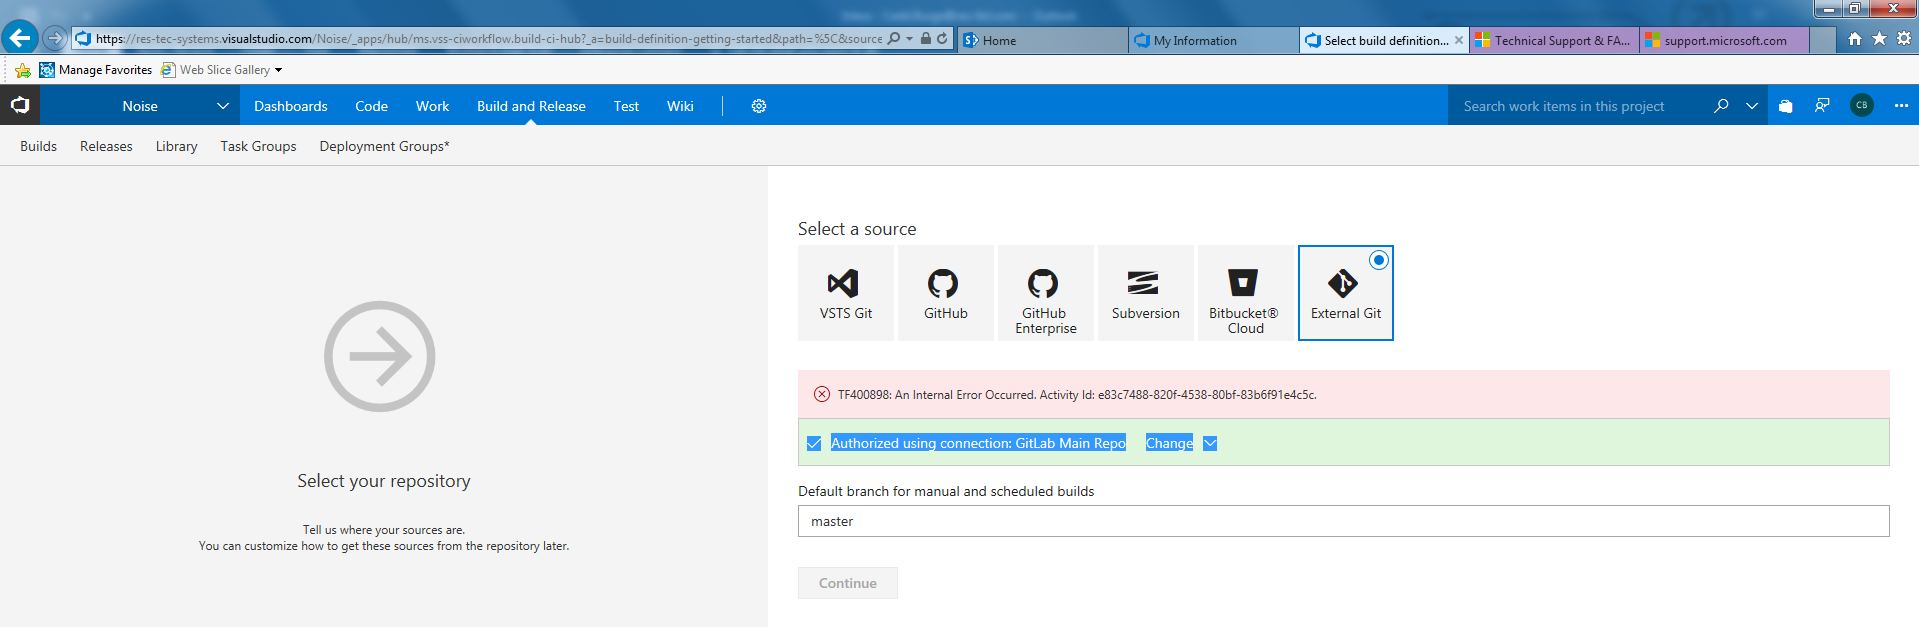 https://res-tec-systems.visualstudio.com/Noise/_apps/hub/ms.vss-ciworkflow.build-ci-hub?_a=build-definition-getting-started&path=%5C&source
Home
My Information
Select build definition...
Technical Support & FA...
support.microsoft.com
Manage Favorites
Web Slice Gallery
Noise
Dashboards
Code
Work
Build and Release
Test
Wiki
Search work items in this project
CB
Builds
Releases
Library
Task Groups
Deployment Groups*
Select a source
VSTS Git
GitHub
GitHub
Enterprise
Subversion
Bitbucket®
Cloud
External Git
TF400898: An Internal Error Occurred. Activity Id: e83c7488-820f-4538-80bf-83b6f91e4c5c.
Authorized using connection: GitLab Main Repo
Change
Default branch for manual and scheduled builds
master
Continue
Select your repository
Tell us where your sources are.
You can customize how to get these sources from the repository later.